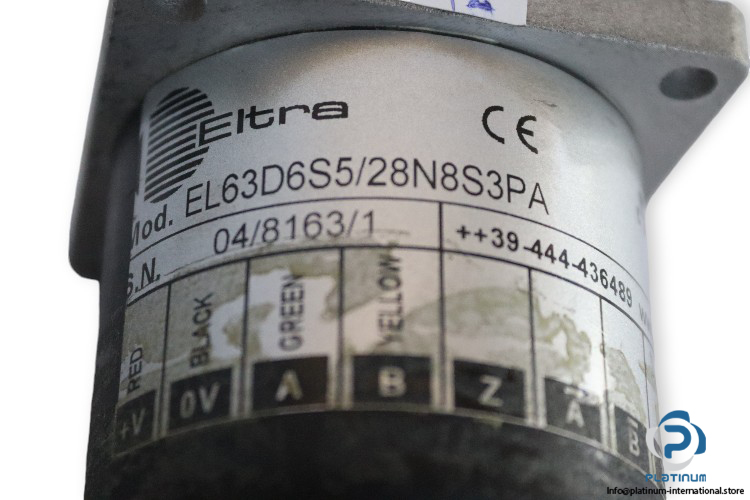 Eltra
CE
Mod. EL63D6S5/28N8S3PA
S.N. 04/8163/1 ++39-444-436489
RED BLACK GREEN YELLOW
+V 0V A B Z A̅ B̅
PLATINUM
Info@platinum-international.store